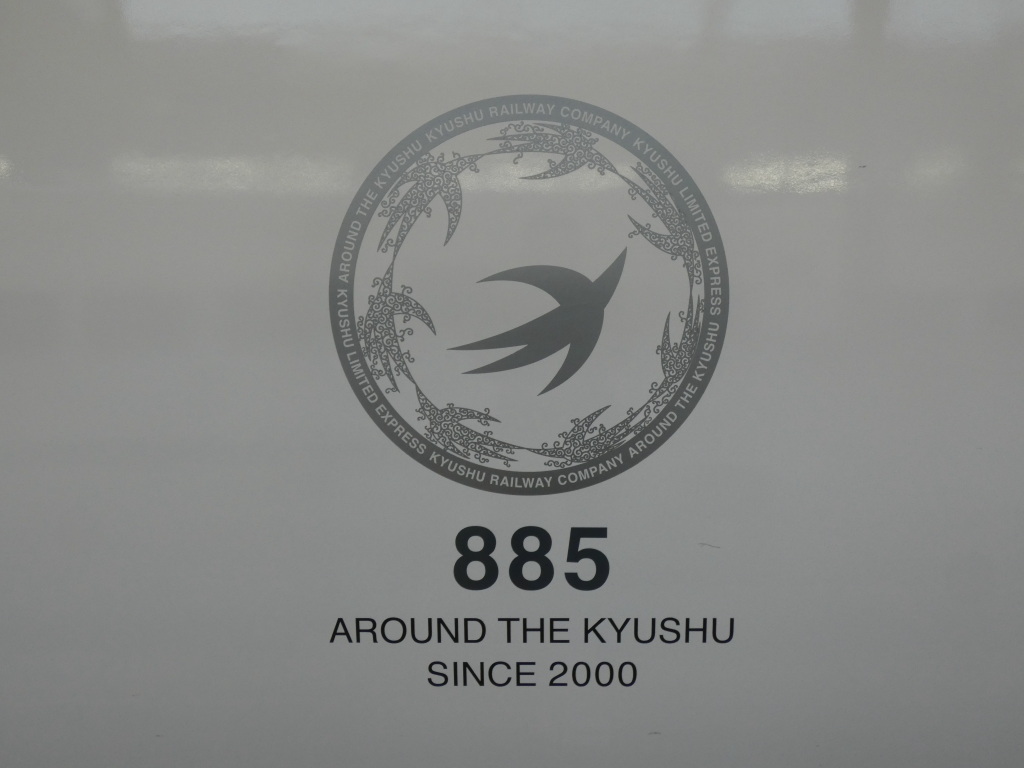 AROUND THE KYUSHU KYUSHU RAILWAY COMPANY KYUSHU LIMITED EXPRESS
AROUND THE KYUSHU KYUSHU RAILWAY COMPANY KYUSHU LIMITED EXPRESS
885
AROUND THE KYUSHU
SINCE 2000